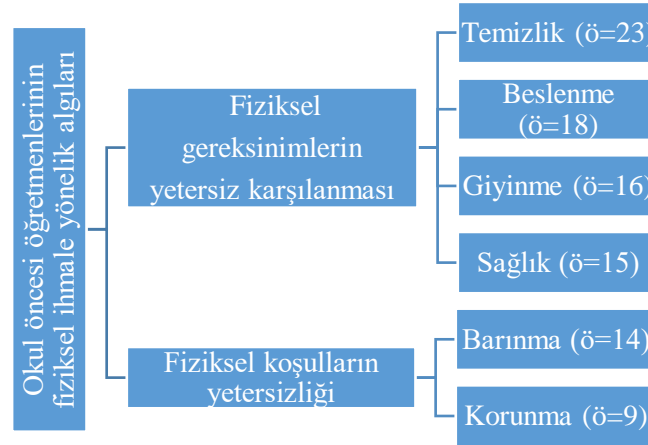 Okul öncesi öğretmenlerinin
fiziksel ihmale yönelik algıları
Fiziksel
gereksinimlerin
yetersiz karşılanması
Temizlik (ö=23)
Beslenme
(ö=18)
Giyinme (ö=16)
Sağlık (ö=15)
Fiziksel koşulların
yetersizliği
Barınma (ö=14)
Korunma (ö=9)